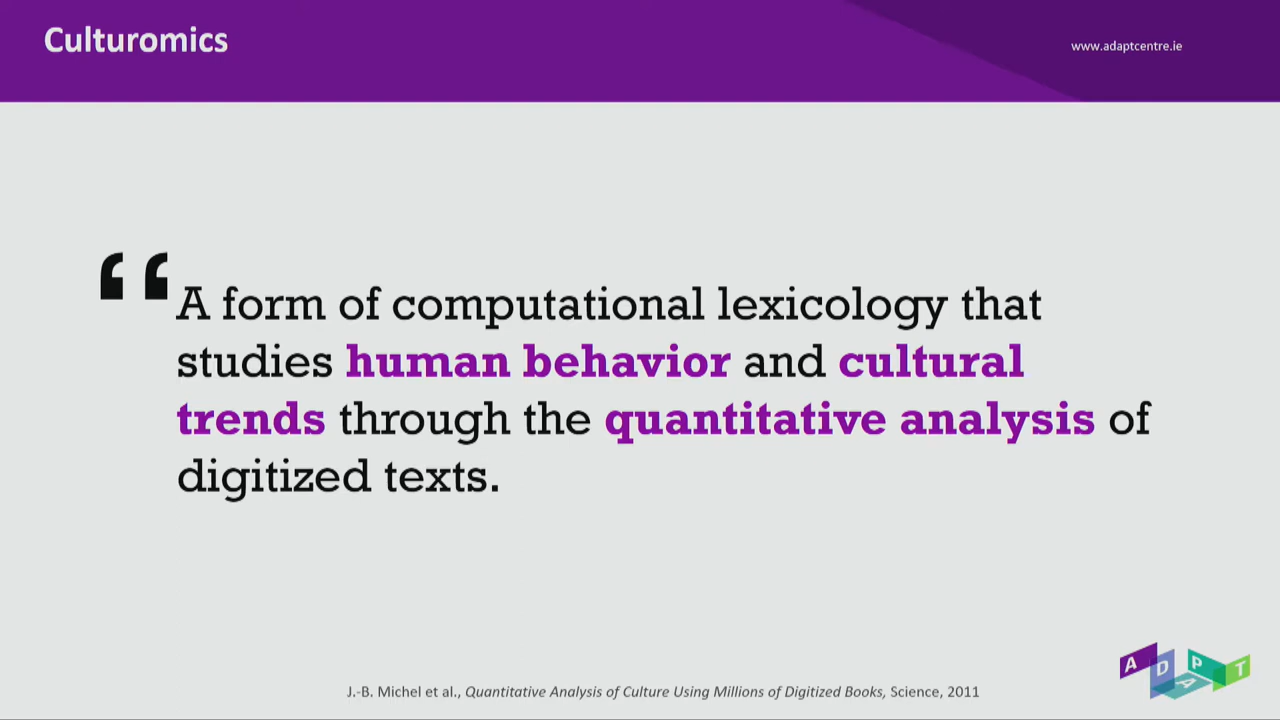 Culturomics
www.adaptcentre.ie
“A form of computational lexicology that
studies human behavior and cultural
trends through the quantitative analysis of
digitized texts.
J.-B. Michel et al., Quantitative Analysis of Culture Using Millions of Digitized Books, Science, 2011
ADAPT